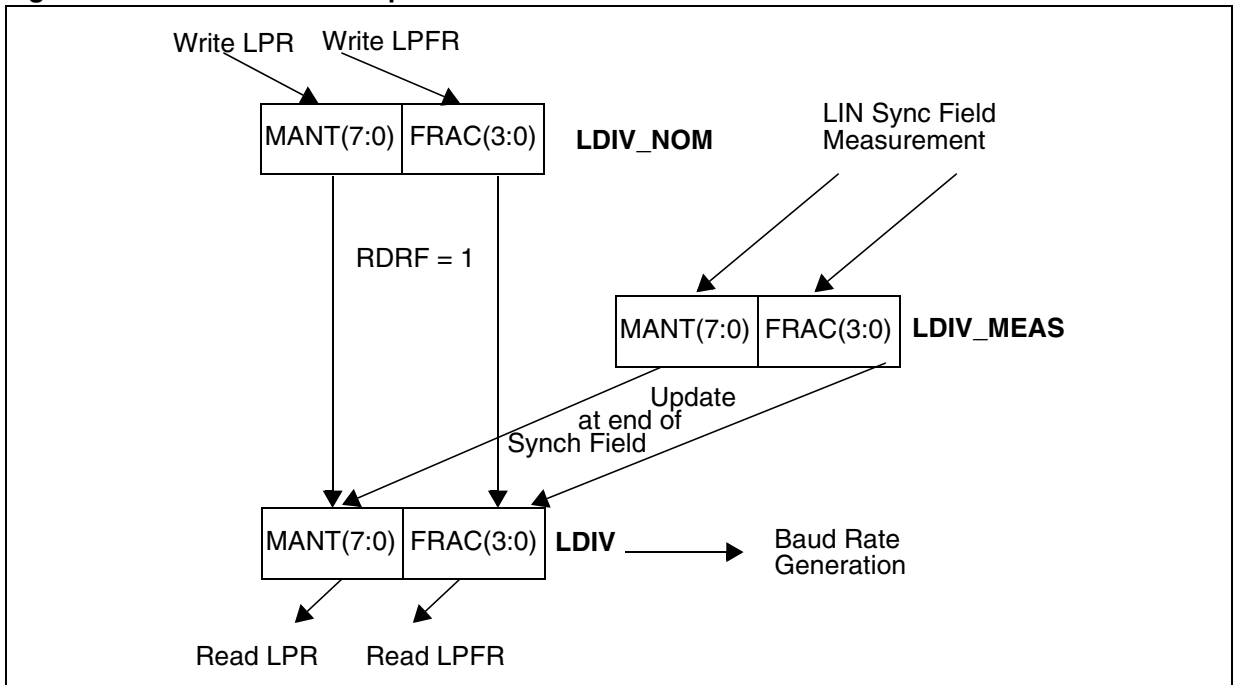 Write LPR
Write LPFR
MANT(7:0)
FRAC(3:0)
LDIV_NOM
LIN Sync Field
Measurement
RDRF = 1
MANT(7:0)
FRAC(3:0)
LDIV_MEAS
Update
at end of
Synch Field
MANT(7:0)
FRAC(3:0)
LDIV
Baud Rate
Generation
Read LPR
Read LPFR